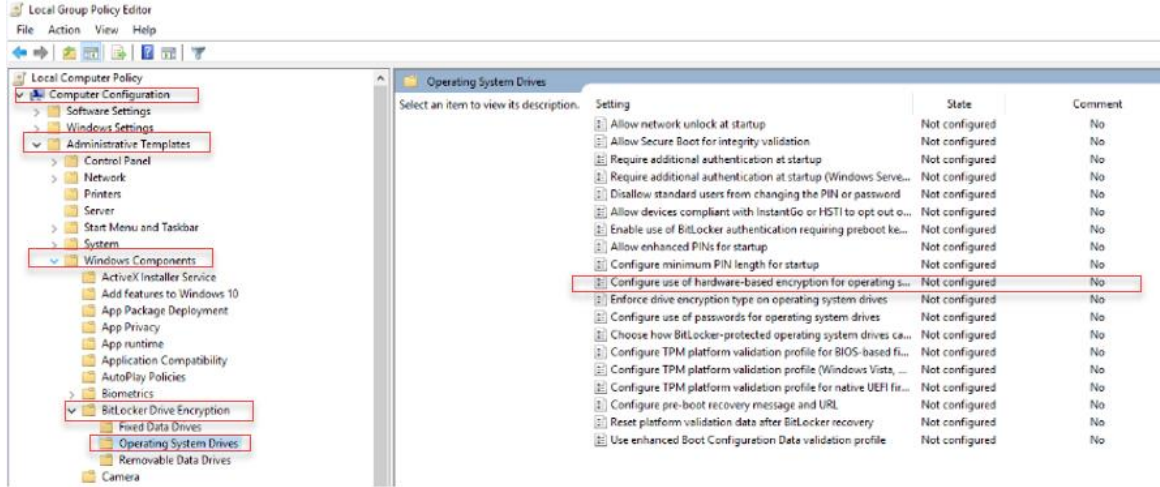 Local Group Policy Editor
File Action View Help
Local Computer Policy
Computer Configuration
Software Settings
Windows Settings
Administrative Templates
Control Panel
Network
Printers
Server
Start Menu and Taskbar
System
Windows Components
ActiveX Installer Service
Add features to Windows 10
App Package Deployment
App Privacy
App runtime
Application Compatibility
AutoPlay Policies
Biometrics
BitLocker Drive Encryption
Fixed Data Drives
Operating System Drives
Removable Data Drives
Camera
Operating System Drives
Select an item to view its description.
Setting State Comment
Allow network unlock at startup Not configured No
Allow Secure Boot for integrity validation Not configured No
Require additional authentication at startup Not configured No
Require additional authentication at startup (Windows Serve... Not configured No
Disallow standard users from changing the PIN or password Not configured No
Allow devices compliant with InstantGo or HSTI to opt out o... Not configured No
Enable use of BitLocker authentication requiring preboot ke... Not configured No
Allow enhanced PINs for startup Not configured No
Configure minimum PIN length for startup Not configured No
Configure use of hardware-based encryption for operating s... Not configured No
Enforce drive encryption type on operating system drives Not configured No
Configure use of passwords for operating system drives Not configured No
Choose how BitLocker-protected operating system drives ca... Not configured No
Configure TPM platform validation profile for BIOS-based fi... Not configured No
Configure TPM platform validation profile (Windows Vista, ... Not configured No
Configure TPM platform validation profile for native UEFI fir... Not configured No
Configure pre-boot recovery message and URL Not configured No
Reset platform validation data after BitLocker recovery Not configured No
Use enhanced Boot Configuration Data validation profile Not configured No